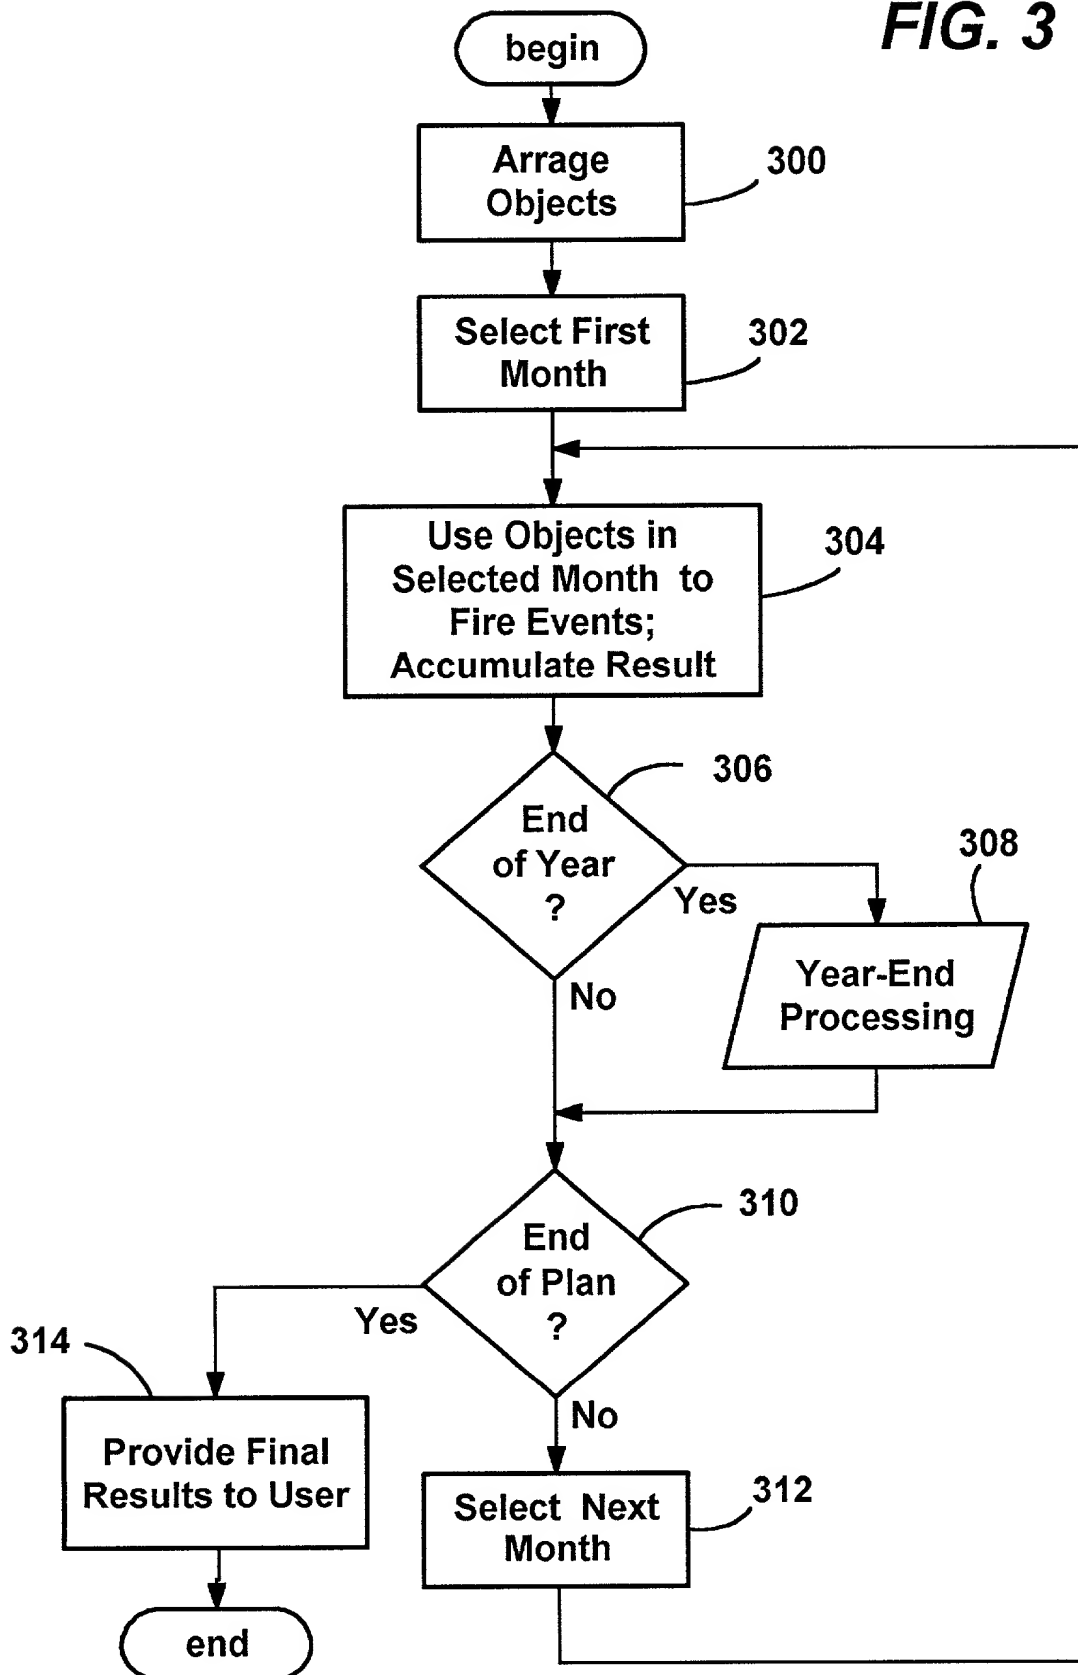 FIG. 3
begin
Arrage
Objects
300
Select First
Month
302
Use Objects in
Selected Month to
Fire Events;
Accumulate Result
304
End
of Year
?
306
Yes
No
308
Year-End
Processing
End
of Plan
?
310
Yes
No
314
Provide Final
Results to User
Select Next
Month
312
end